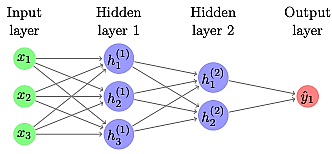 Input Hidden Hidden Output
layer layer 1 layer 2 layer
x₁ h₁⁽¹⁾
h₁⁽²⁾
x₂ h₂⁽¹⁾ ŷ₁
h₂⁽²⁾
x₃ h₃⁽¹⁾